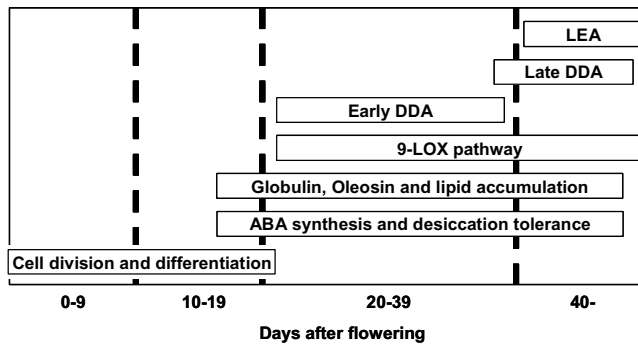 LEA
Late DDA
Early DDA
9-LOX pathway
Globulin, Oleosin and lipid accumulation
ABA synthesis and desiccation tolerance
Cell division and differentiation
0-9 10-19 20-39 40-
Days after flowering